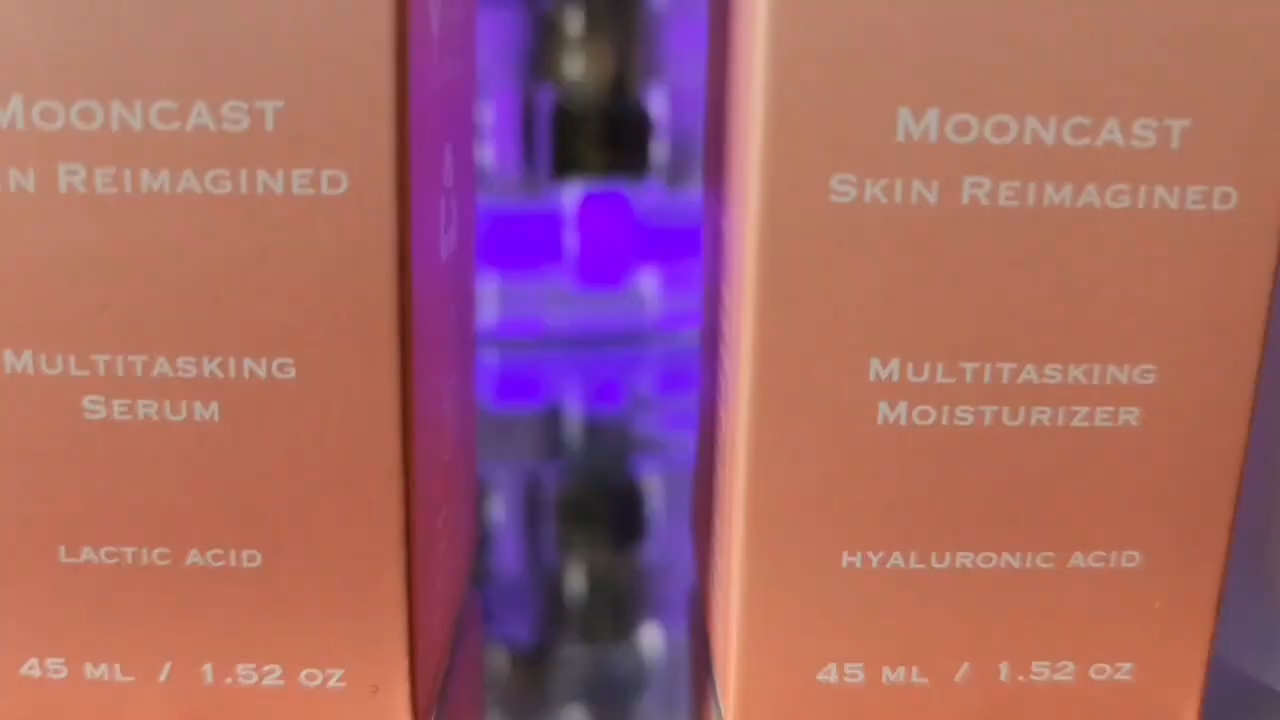 MOONCAST
REIMAGINED
MULTITASKING
SERUM
LACTIC ACID
45 ML / 1.52 OZ
MOONCAST
SKIN REIMAGINED
MULTITASKING
MOISTURIZER
HYALURONIC ACID
45 ML / 1.52 OZ